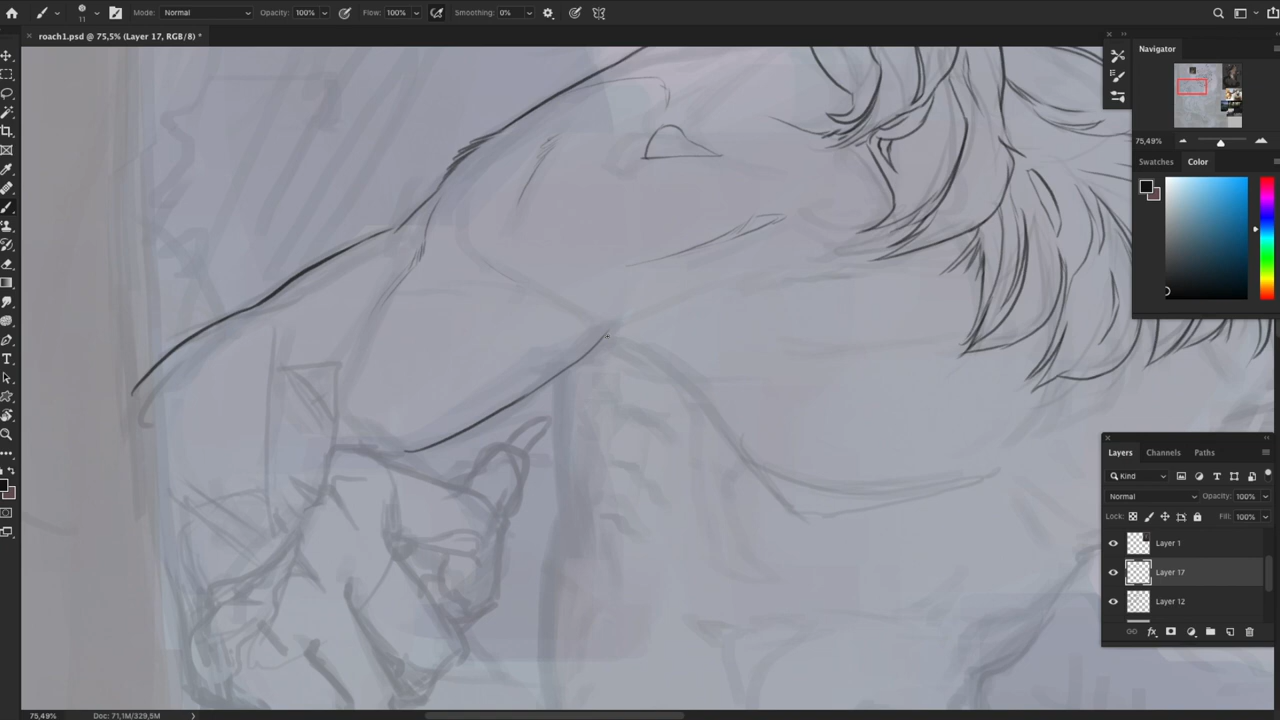 11
Mode: Normal
Opacity: 100%
Flow: 100%
Smoothing: 0%
roach1.psd @ 75,5% (Layer 17, RGB/8) *
Navigator
75,49%
Swatches
Color
Layers
Channels
Paths
Kind
Normal
Opacity: 100%
Lock:
Fill: 100%
Layer 1
Layer 17
Layer 12
fx
75,49%
Doc: 71,1M/329,5M